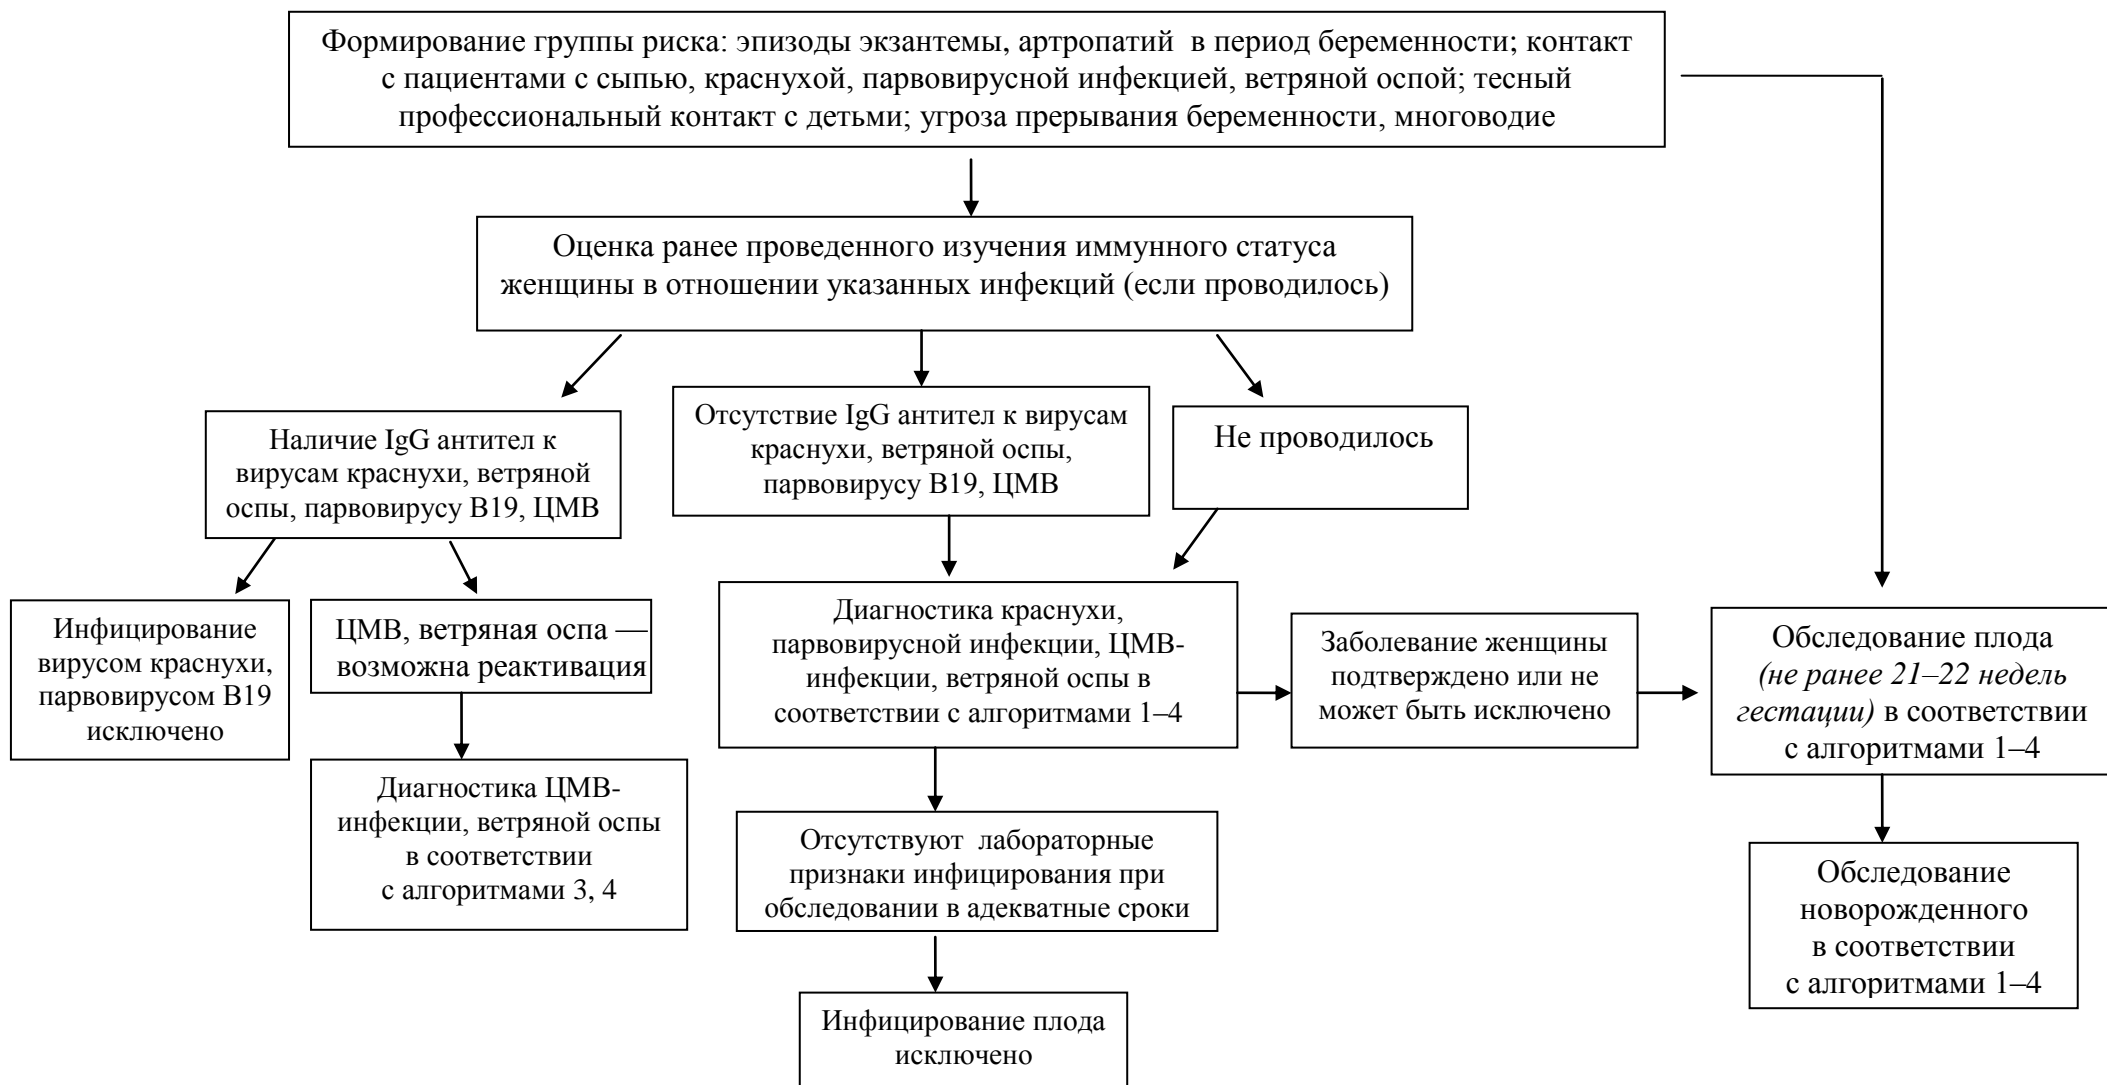 Формирование группы риска: эпизоды экзантемы, артропатий в период беременности; контакт
с пациентами с сыпью, краснухой, парвовирусной инфекцией, ветряной оспой; тесный
профессиональный контакт с детьми; угроза прерывания беременности, многоводие
Оценка ранее проведенного изучения иммунного статуса
женщины в отношении указанных инфекций (если проводилось)
Наличие IgG антител к
вирусам краснухи, ветряной
оспы, парвовирусу В19, ЦМВ
Отсутствие IgG антител к вирусам
краснухи, ветряной оспы,
парвовирусу В19, ЦМВ
Не проводилось
Инфицирование
вирусом краснухи,
парвовирусом В19
исключено
ЦМВ, ветряная оспа —
возможна реактивация
Диагностика ЦМВ-
инфекции, ветряной оспы
в соответствии
с алгоритмами 3, 4
Диагностика краснухи,
парвовирусной инфекции, ЦМВ-
инфекции, ветряной оспы в
соответствии с алгоритмами 1–4
Отсутствуют лабораторные
признаки инфицирования при
обследовании в адекватные сроки
Инфицирование плода
исключено
Заболевание женщины
подтверждено или не
может быть исключено
Обследование плода
(не ранее 21–22 недель
гестации) в соответствии
с алгоритмами 1–4
Обследование
новорожденного
в соответствии
с алгоритмами 1–4